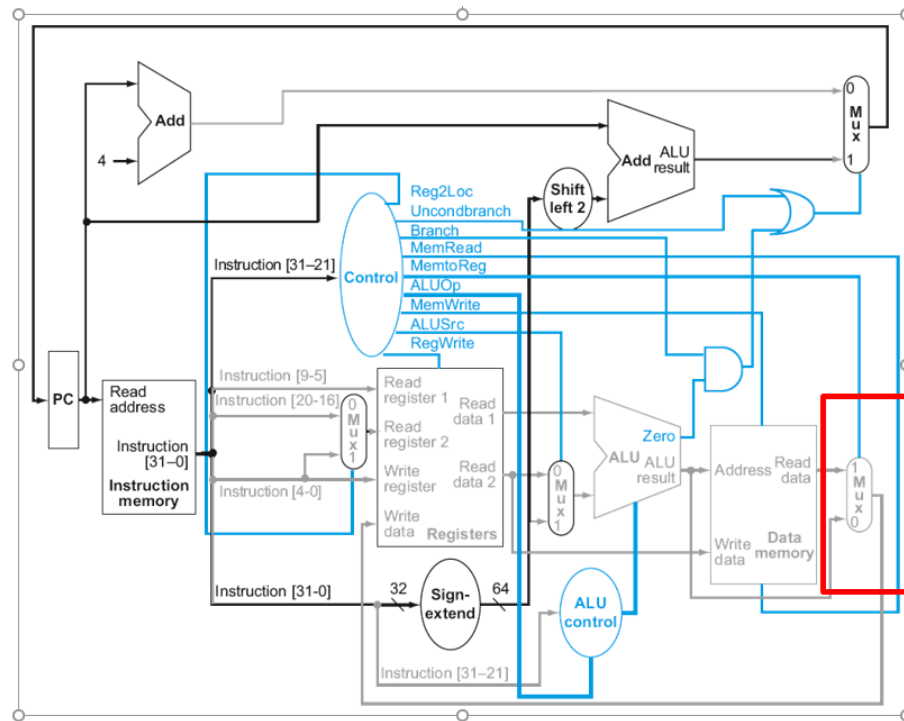 Add
4
0
Mux
1
Add
ALU
result
Shift
left 2
Reg2Loc
Uncondbranch
Branch
MemRead
MemtoReg
ALUOp
MemWrite
ALUSrc
RegWrite
Instruction [31–21]
Control
PC
Read
address
Instruction
[31–0]
Instruction
memory
Instruction [9-5]
Instruction [20-16]
Instruction [4-0]
0
Mux
1
Read
register 1
Read
register 2
Write
register
Write
data
Read
data 1
Read
data 2
Registers
0
Mux
1
Zero
ALU
ALU
result
Address
Read
data
Write
data
Data
memory
1
Mux
0
Instruction [31-0]
32
Sign-
extend
64
ALU
control
Instruction [31–21]